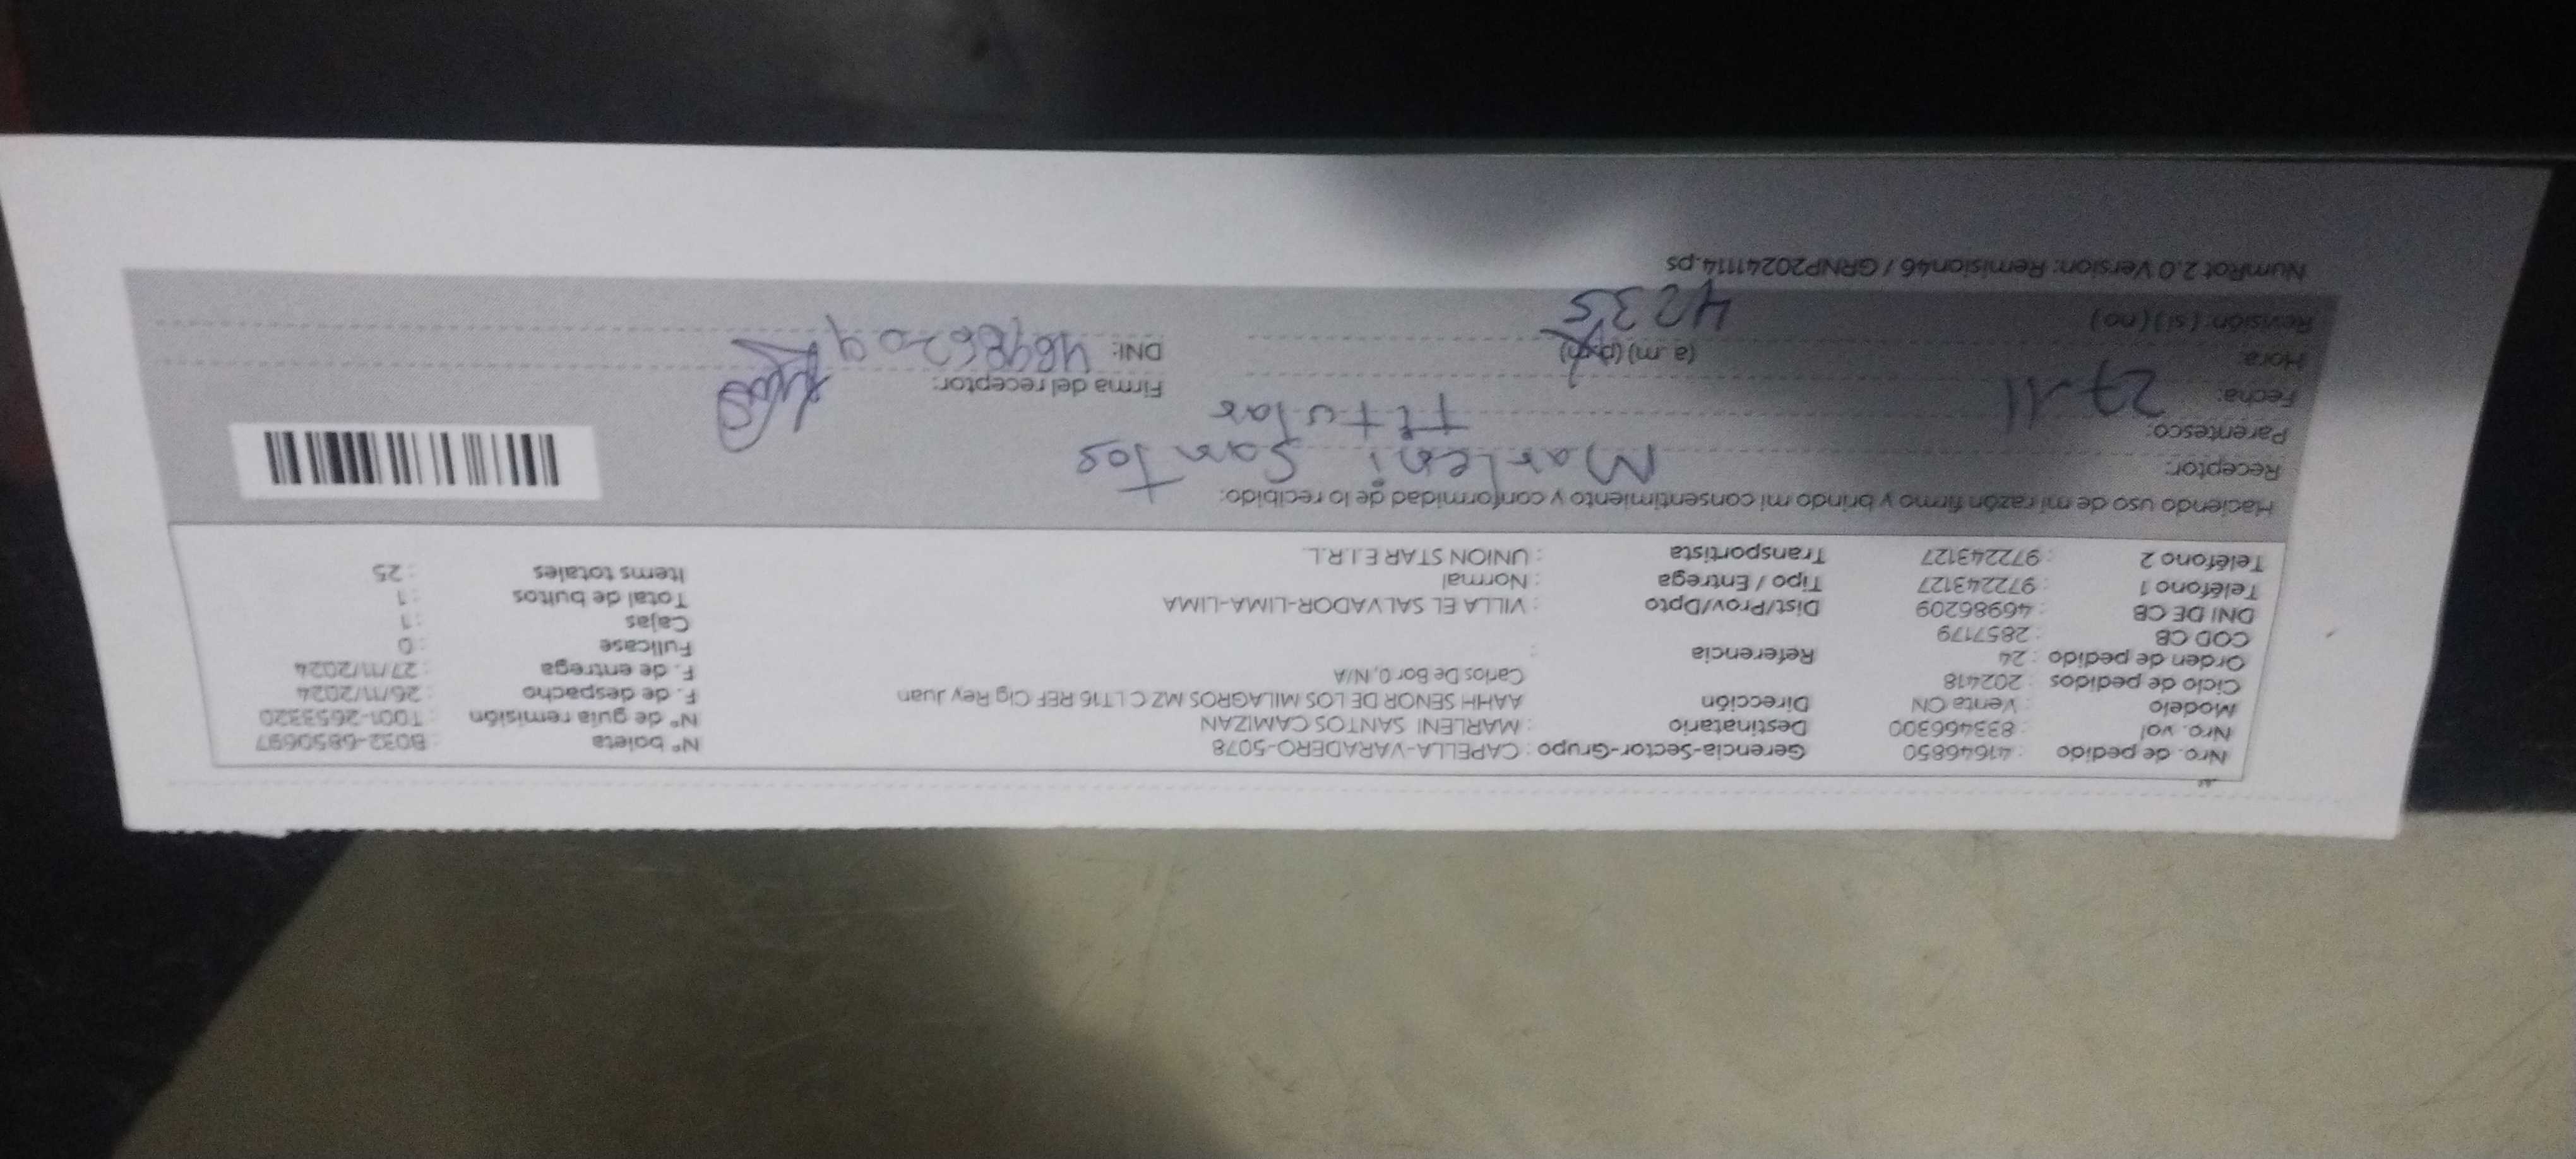 Nro. de pedido : 41646850 Gerencia-Sector-Grupo : CAPELLA-VARADERO-5078 N° boleta : B032-6850697
Nro. vol : 833466300 Destinatario : MARLENI SANTOS CAMIZAN N° de guia remisión : T001-2653320
Modelo : Venta CN Dirección AAHH SENOR DE LOS MILAGROS MZ C LT16 REF Cig Rey Juan F. de despacho : 26/11/2024
Ciclo de pedidos : 202418 Carlos De Bor 0, N/A F. de entrega : 27/11/2024
Orden de pedido : 24 Referencia : Fullcase : 0
COD CB : 2857179 Cajas : 1
DNI DE CB : 46986209 Dist/Prov/Dpto : VILLA EL SALVADOR-LIMA-LIMA Total de bultos : 1
Teléfono 1 : 972243127 Tipo / Entrega : Normal Items totales : 25
Teléfono 2 : 972243127 Transportista : UNION STAR E.I.R.L.
Haciendo uso de mi razón firmo y brindo mi consentimiento y conformidad de lo recibido:
Receptor: Marleni Santos
Parentesco: titular
Fecha: 27-11 Firma del receptor:
Hora: (a.m) (p.m) DNI: 46986209
Revisión: (si) (no) 4235
NumRot 2.0 Version: Remision46 / GRNP20241114.ps